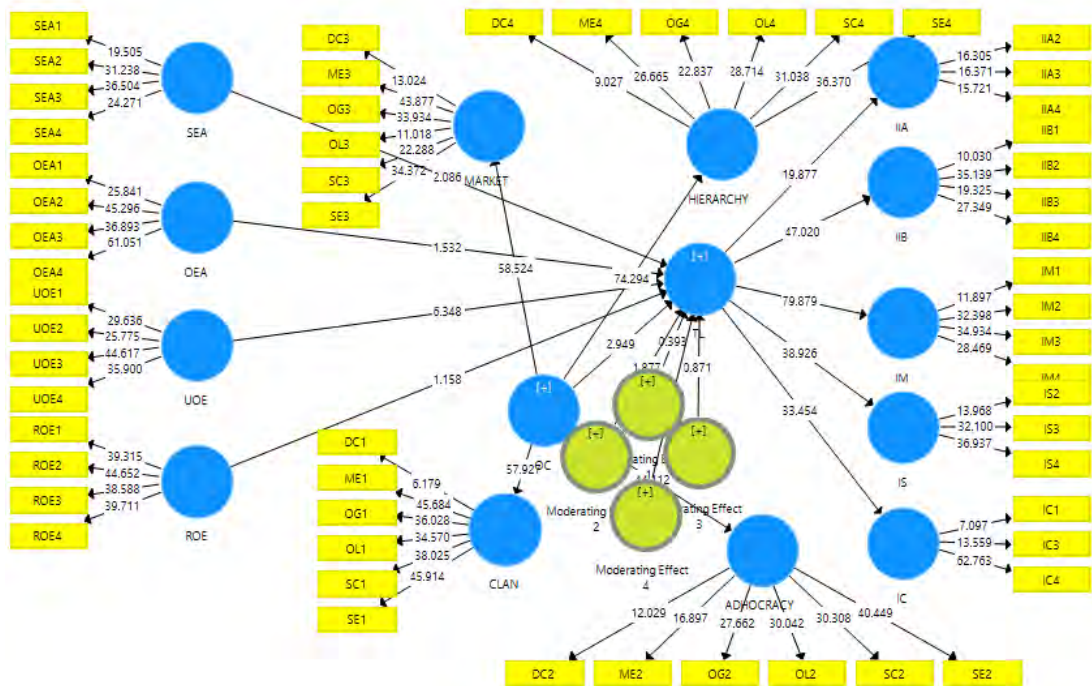 SEA1
SEA2
SEA3
SEA4
19.505
31.238
36.504
24.271
SEA
OEA1
OEA2
OEA3
OEA4
25.841
45.296
36.893
61.051
OEA
UOE1
UOE2
UOE3
UOE4
29.636
25.775
44.617
35.900
UOE
ROE1
ROE2
ROE3
ROE4
39.315
44.652
38.588
39.711
ROE
DC3
ME3
OG3
OL3
SC3
SE3
13.024
43.877
33.934
11.018
22.288
34.372
MARKET
2.086
1.532
6.348
1.158
58.524
DC4
ME4
OG4
OL4
SC4
SE4
9.027
26.665
22.837
28.714
31.038
36.370
HIERARCHY
74.294
[+]
TL
2.949
0.393
1.877
0.871
[+]
OC
57.927
[+]
[+]
[+]
[+]
Moderating
2
rating Effect
3
Moderating Effect
4
DC1
ME1
OG1
OL1
SC1
SE1
6.179
45.684
36.028
34.570
38.025
45.914
CLAN
ADHOCRACY
12.029
16.897
27.662
30.042
30.308
40.449
DC2
ME2
OG2
OL2
SC2
SE2
19.877
47.020
79.879
38.926
33.454
IIA
16.305
16.371
15.721
IIA2
IIA3
IIA4
IIB
10.030
35.139
19.325
27.349
IIB1
IIB2
IIB3
IIB4
IM
11.897
32.398
34.934
28.469
IM1
IM2
IM3
IM4
IS
13.968
32.100
36.937
IS2
IS3
IS4
IC
7.097
13.559
62.763
IC1
IC3
IC4